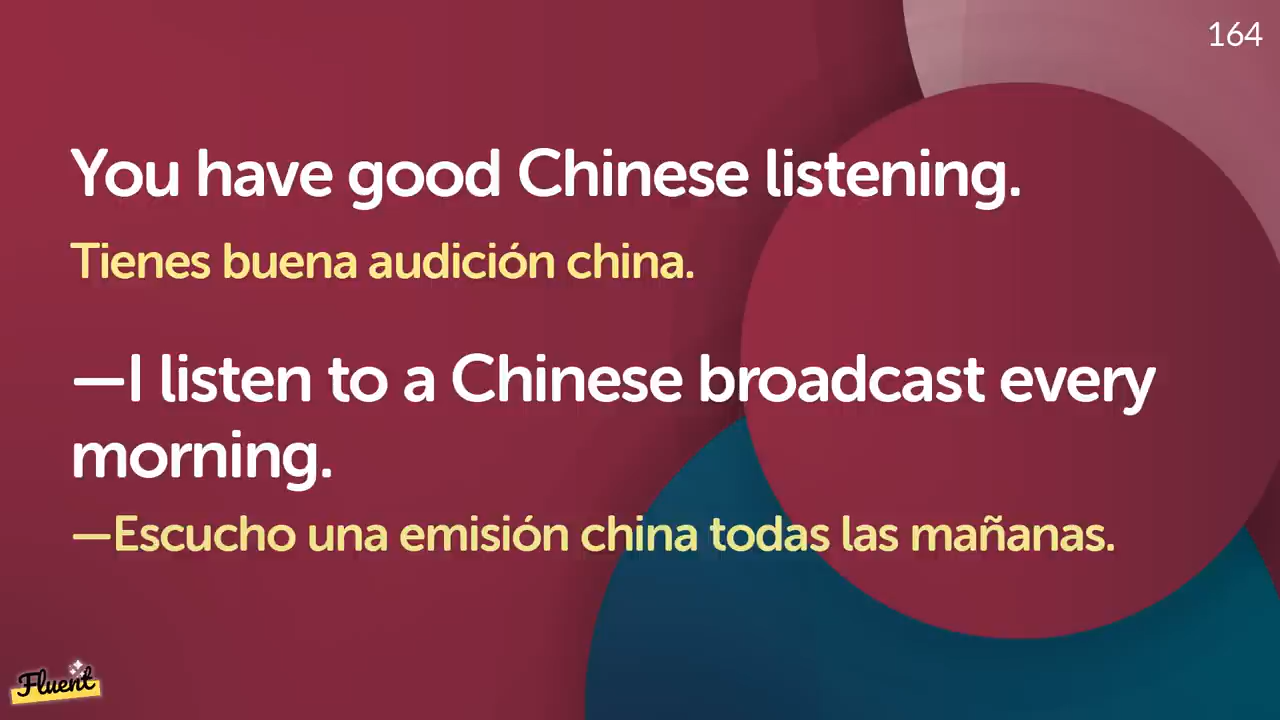 164
You have good Chinese listening.
Tienes buena audición china.
—I listen to a Chinese broadcast every
morning.
—Escucho una emisión china todas las mañanas.
Fluent